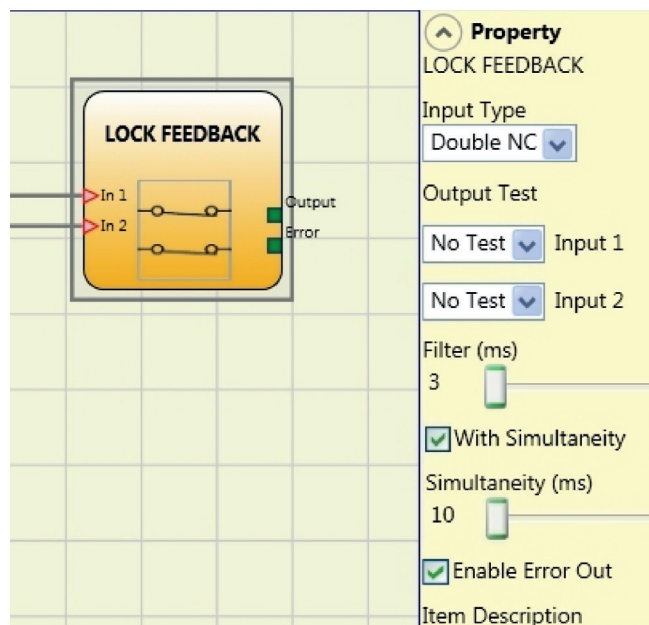 LOCK FEEDBACK
In 1
In 2
Output
Error
Property
LOCK FEEDBACK
Input Type
Double NC
Output Test
No Test Input 1
No Test Input 2
Filter (ms)
3
With Simultaneity
Simultaneity (ms)
10
Enable Error Out
Item Description